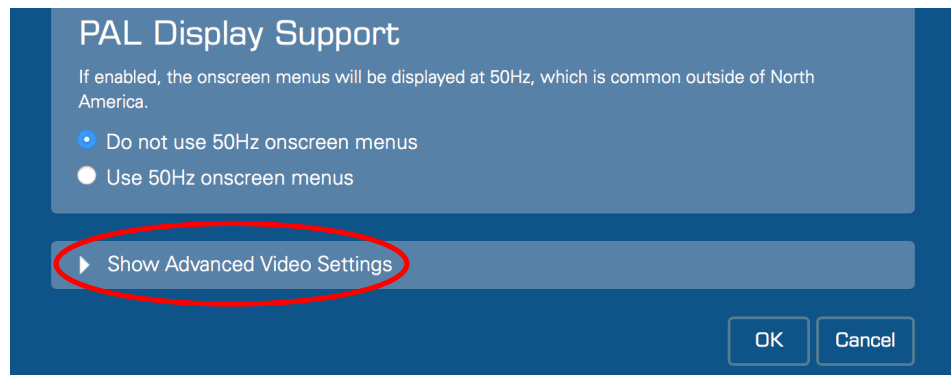 PAL Display Support
If enabled, the onscreen menus will be displayed at 50Hz, which is common outside of North
America.
Do not use 50Hz onscreen menus
Use 50Hz onscreen menus
Show Advanced Video Settings
OK
Cancel